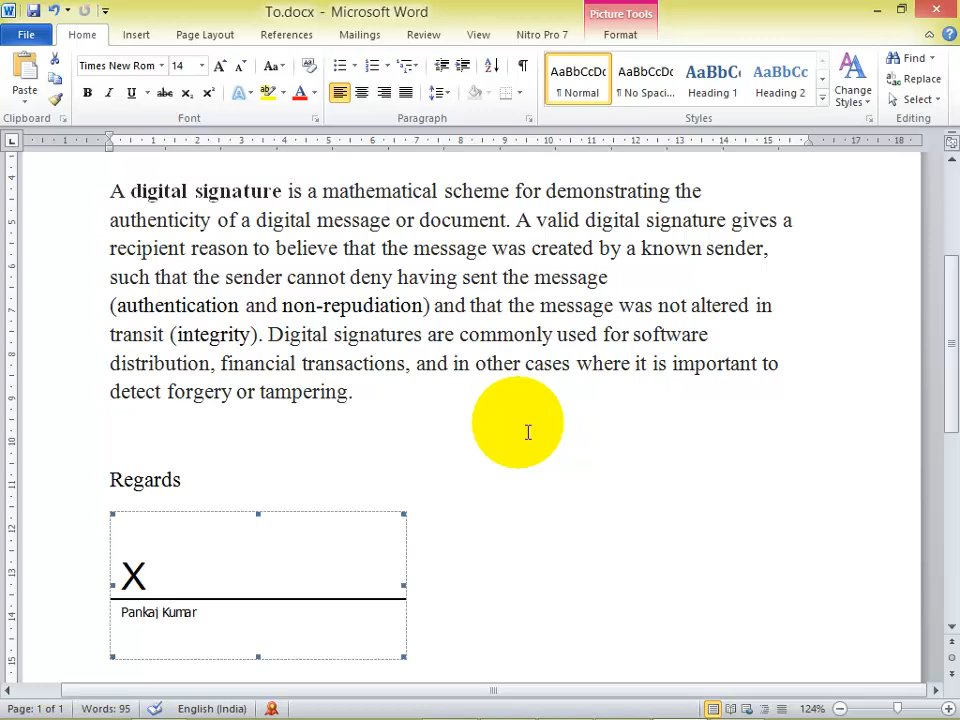 To.docx - Microsoft Word
Picture Tools
File Home Insert Page Layout References Mailings Review View Nitro Pro 7 Format
Paste
Times New Rom 14
Clipboard Font Paragraph Styles Editing
AaBbCcDc AaBbCcDc AaBbC AaBbCc
¶ Normal ¶ No Spaci... Heading 1 Heading 2
Change Styles
Find
Replace
Select
A digital signature is a mathematical scheme for demonstrating the
authenticity of a digital message or document. A valid digital signature gives a
recipient reason to believe that the message was created by a known sender,
such that the sender cannot deny having sent the message
(authentication and non-repudiation) and that the message was not altered in
transit (integrity). Digital signatures are commonly used for software
distribution, financial transactions, and in other cases where it is important to
detect forgery or tampering.
Regards
X
Pankaj Kumar
Page: 1 of 1 Words: 95 English (India) 124%